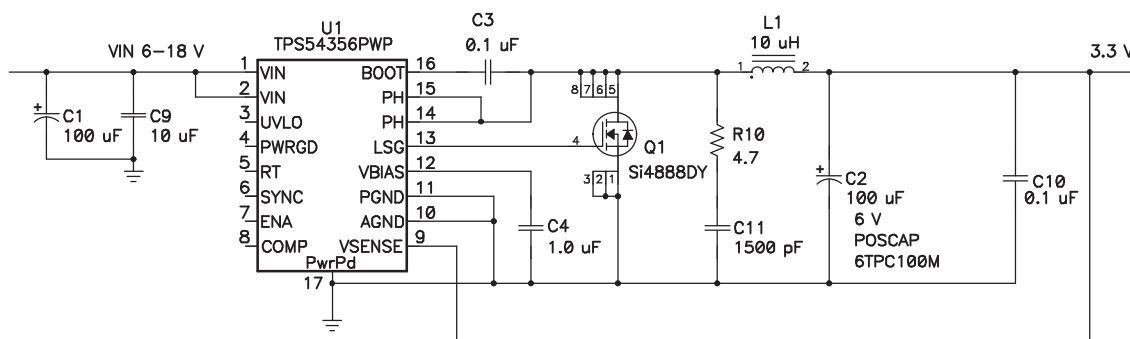 VIN 6–18 V
C1
100 uF
C9
10 uF
U1
TPS54356PWP
1 VIN
2 VIN
3 UVLO
4 PWRGD
5 RT
6 SYNC
7 ENA
8 COMP
BOOT 16
PH 15
PH 14
LSG 13
VBIAS 12
PGND 11
AGND 10
VSENSE 9
PwrPd
17
C3
0.1 uF
C4
1.0 uF
8 7 6 5
4
3 2 1
Q1
Si4888DY
R10
4.7
C11
1500 pF
L1
10 uH
1 2
C2
100 uF
6 V
POSCAP
6TPC100M
C10
0.1 uF
3.3 V